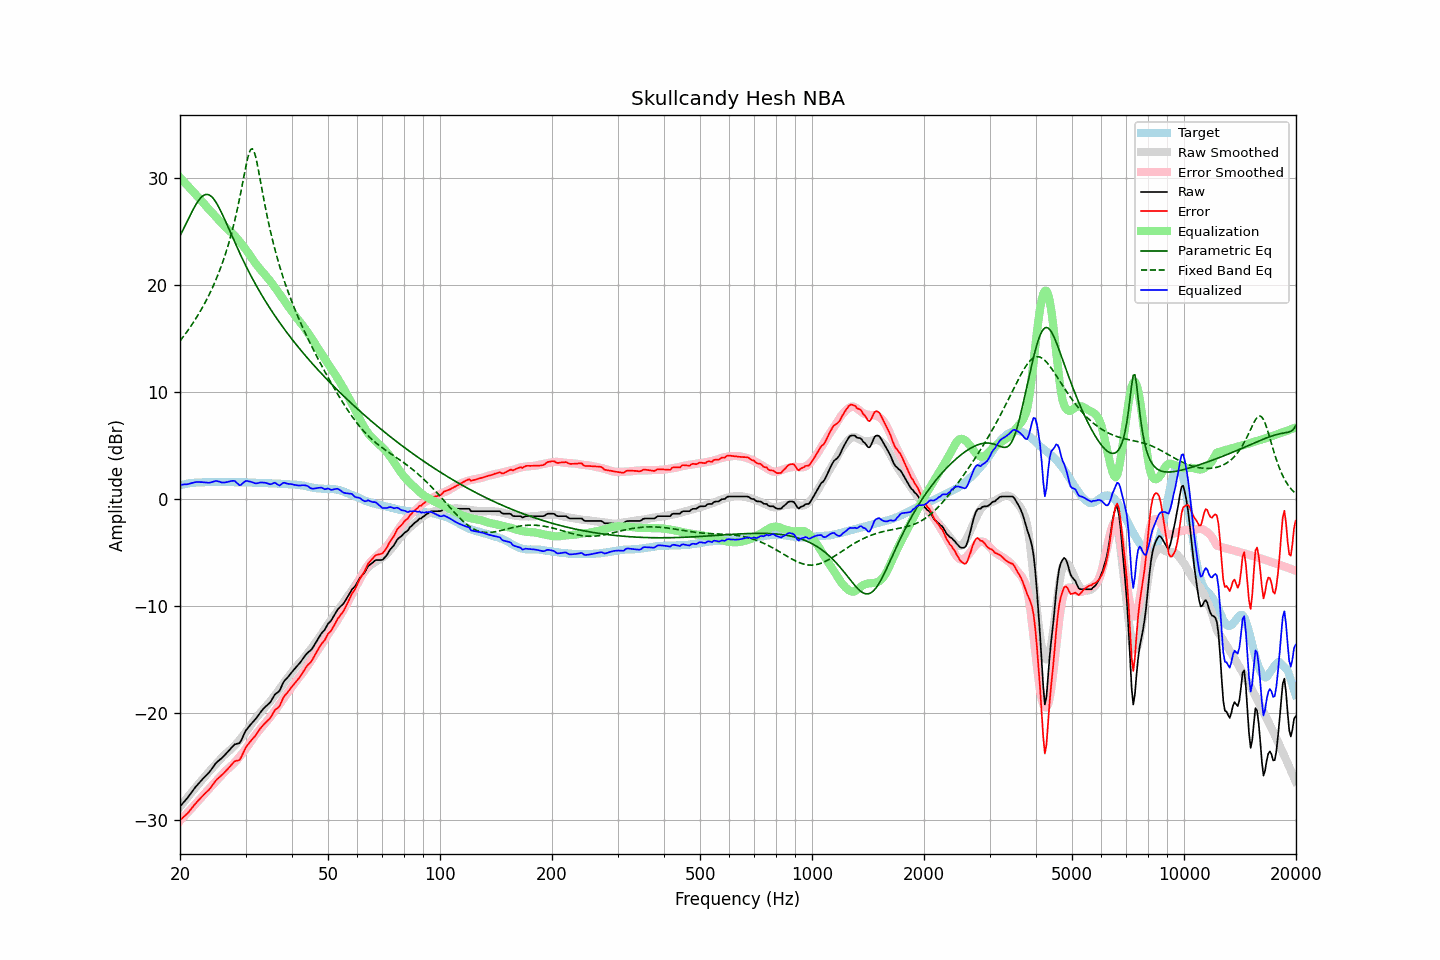 Skullcandy Hesh NBA
Target
Raw Smoothed
Error Smoothed
Raw
Error
Equalization
Parametric Eq
Fixed Band Eq
Equalized
Amplitude (dBr)
30
20
10
0
−10
−20
−30
20 50 100 200 500 1000 2000 5000 10000 20000
Frequency (Hz)